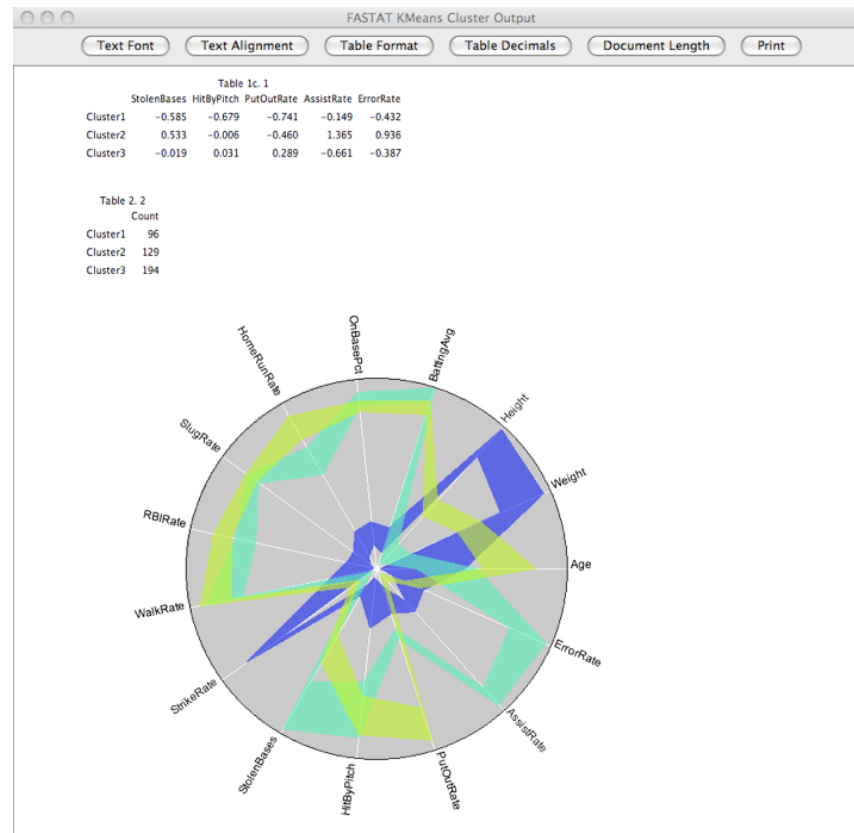 FASTAT KMeans Cluster Output
Text Font Text Alignment Table Format Table Decimals Document Length Print
Table 1c. 1
StolenBases HitByPitch PutOutRate AssistRate ErrorRate
Cluster1 -0.585 -0.679 -0.741 -0.149 -0.432
Cluster2 0.533 -0.006 -0.460 1.365 0.936
Cluster3 -0.019 0.031 0.289 -0.661 -0.387
Table 2. 2
Count
Cluster1 96
Cluster2 129
Cluster3 194
OnBasePct
BattingAvg
HomeRunRate
Height
SlugRate
Weight
RBIRate
Age
WalkRate
ErrorRate
StrikeRate
AssistRate
StolenBases
HitByPitch
PutOutRate